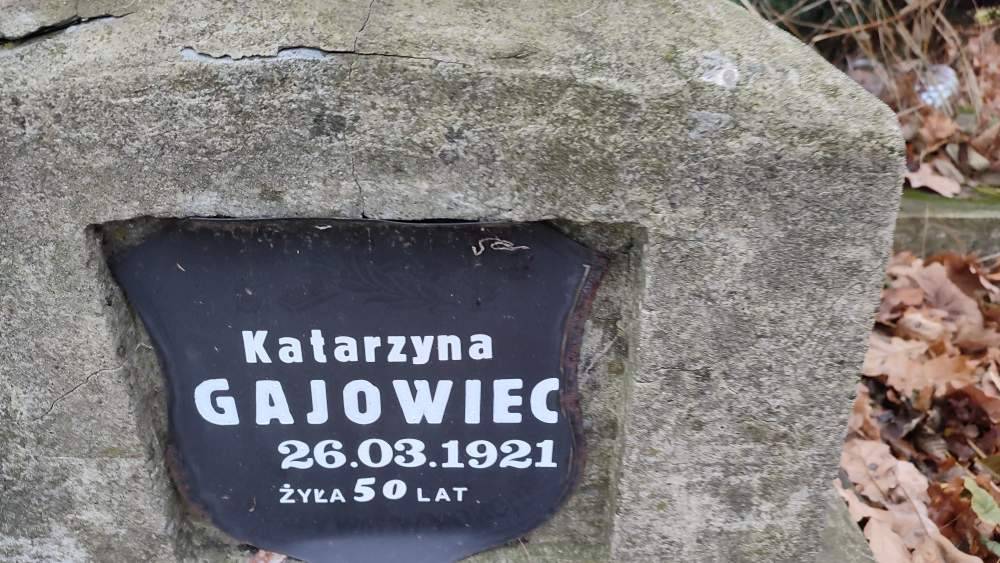 Katarzyna
GAJOWIEC
26.03.1921
ŻYŁA 50 LAT